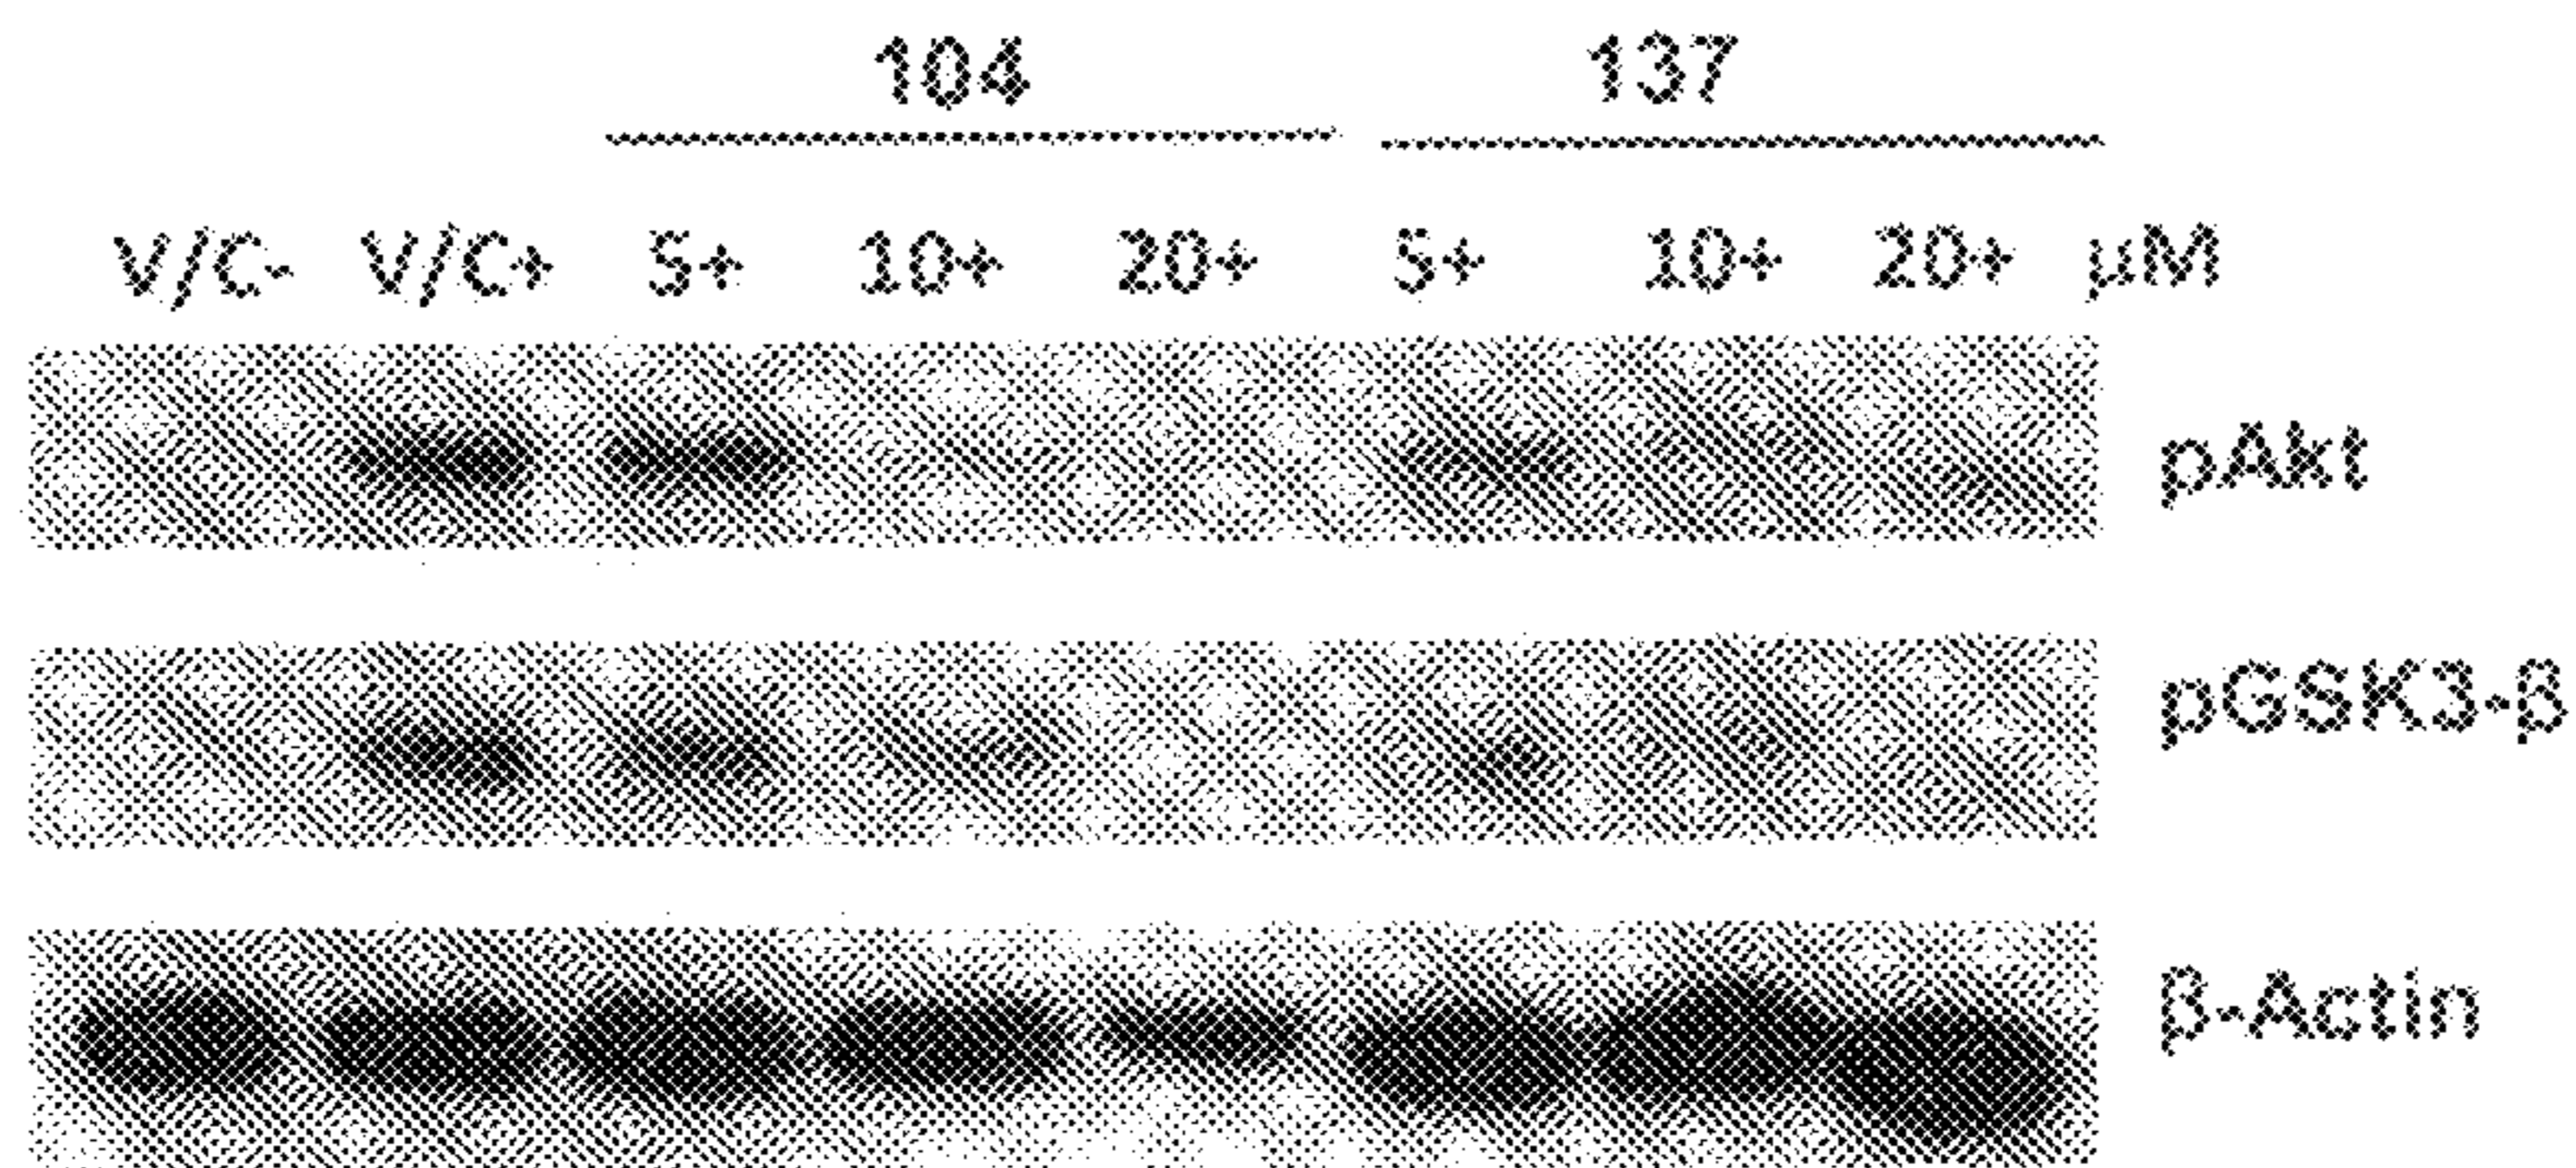 104 137
V/C- V/C+ 5+ 10+ 20+ 5+ 10+ 20+ µM
pAkt
pGSK3-β
β-Actin